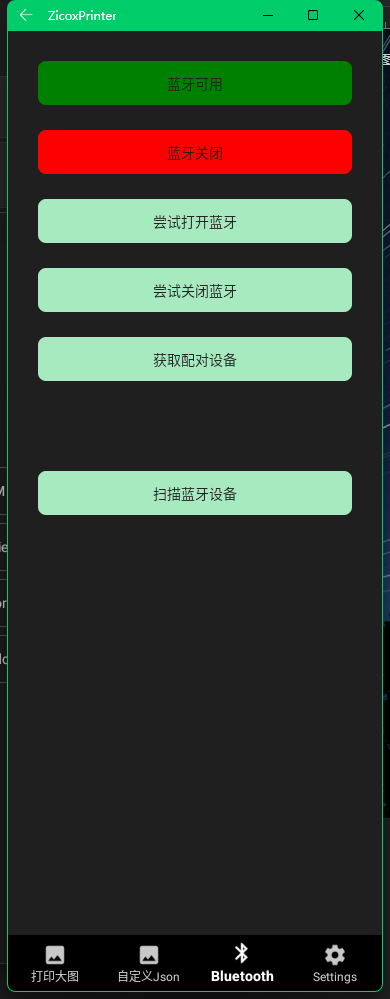 ZicoxPrinter
蓝牙可用
蓝牙关闭
尝试打开蓝牙
尝试关闭蓝牙
获取配对设备
扫描蓝牙设备
打印大图
自定义Json
Bluetooth
Settings